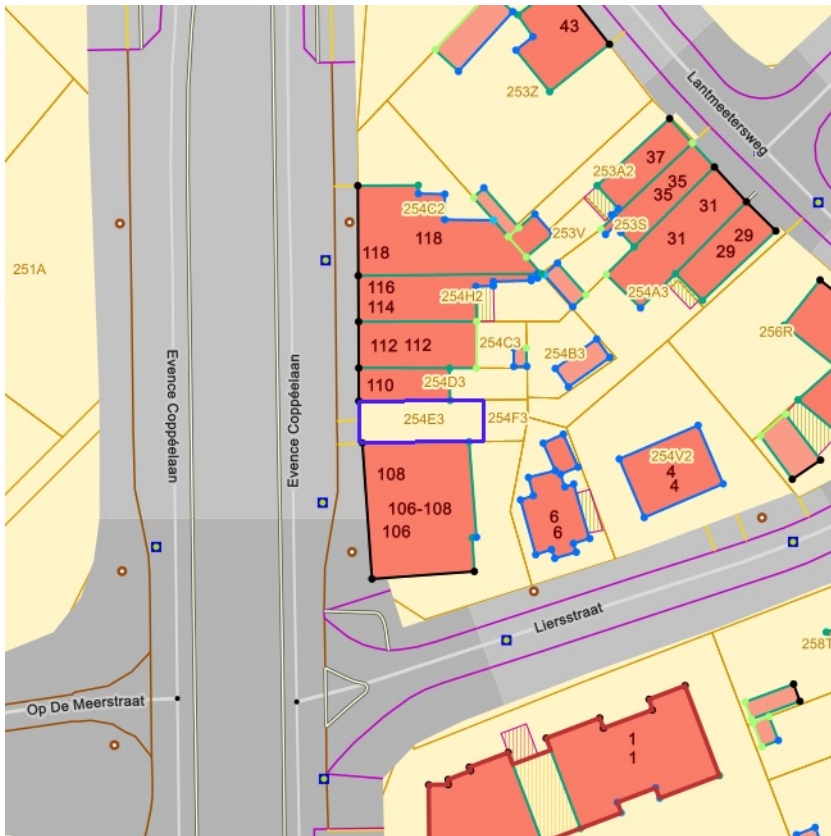 43
Lantmeetersweg
253Z
37
253A2
35
35
31
254C2
118
253S
29
253V
31
29
118
251A
116
254H2
254A3
114
256R
112 112
254C3
254B3
Evence Coppéelaan
Evence Coppéelaan
110
254D3
254E3
254F3
254V2
108
4
4
106-108
6
106
6
Liersstraat
258T
Op De Meerstraat
1
1